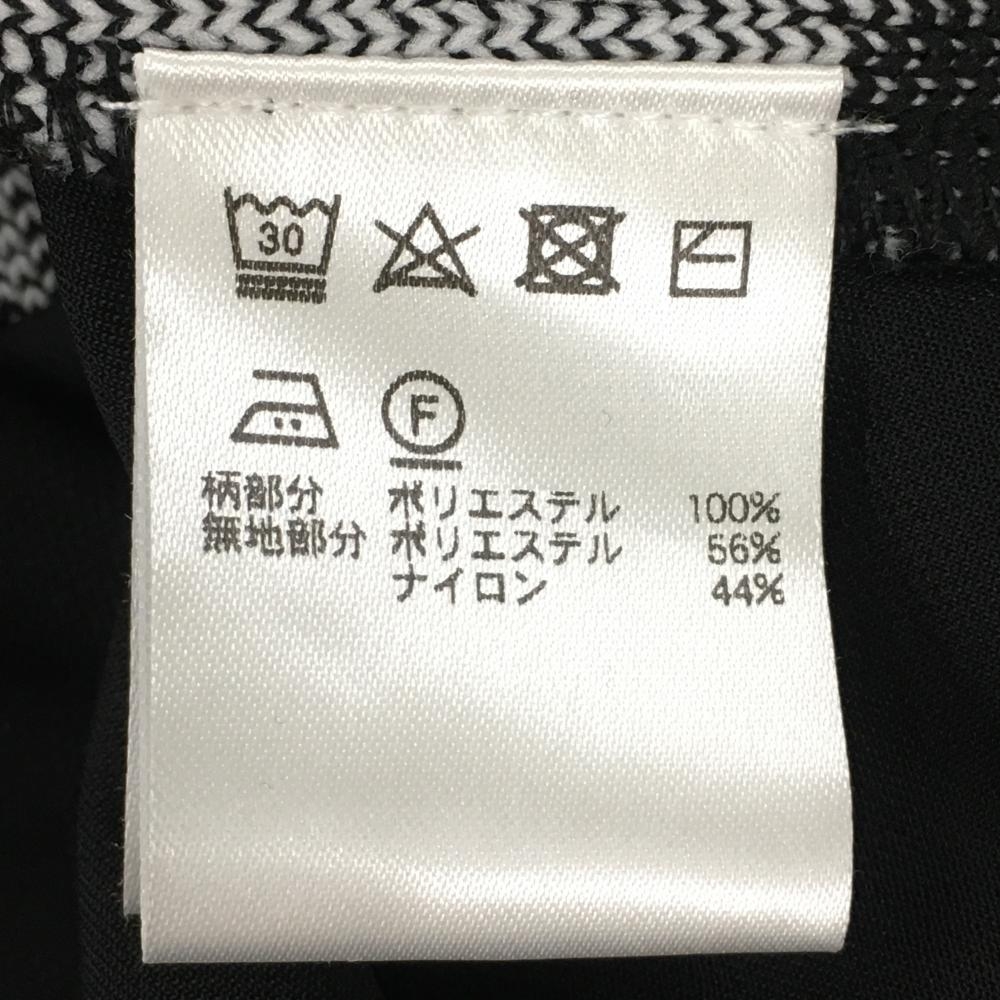 30
F
柄部分 ポリエステル 100%
無地部分 ポリエステル 56%
ナイロン 44%